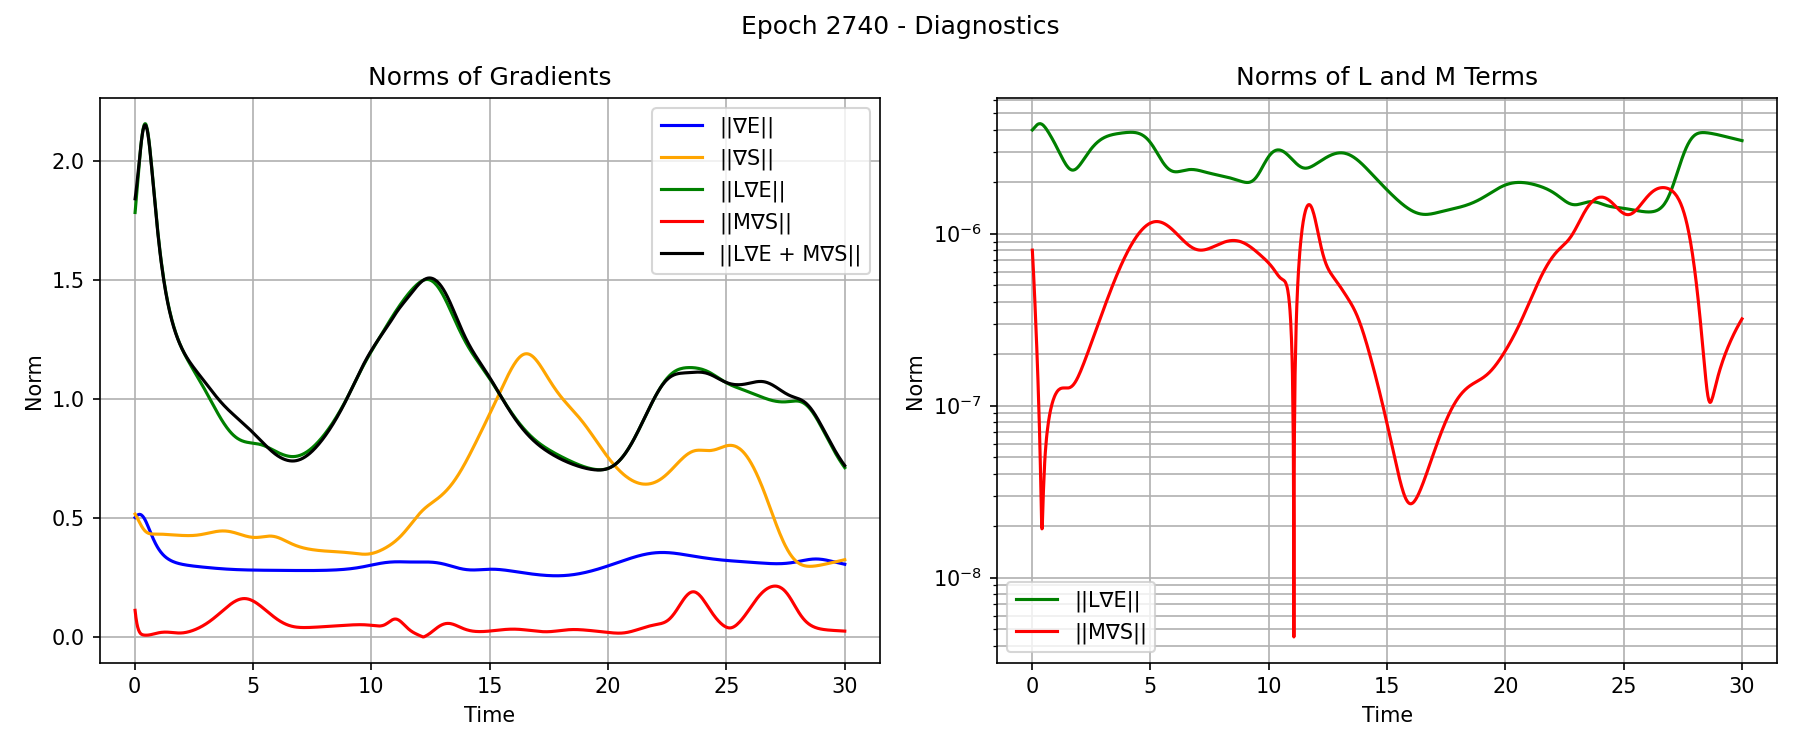 Epoch 2740 - Diagnostics
Norms of Gradients
Norm
2.0
1.5
1.0
0.5
0.0
0
5
10
15
20
25
30
Time
||∇E||
||∇S||
||L∇E||
||M∇S||
||L∇E + M∇S||
Norms of L and M Terms
Norm
10⁻⁶
10⁻⁷
10⁻⁸
0
5
10
15
20
25
30
Time
||L∇E||
||M∇S||